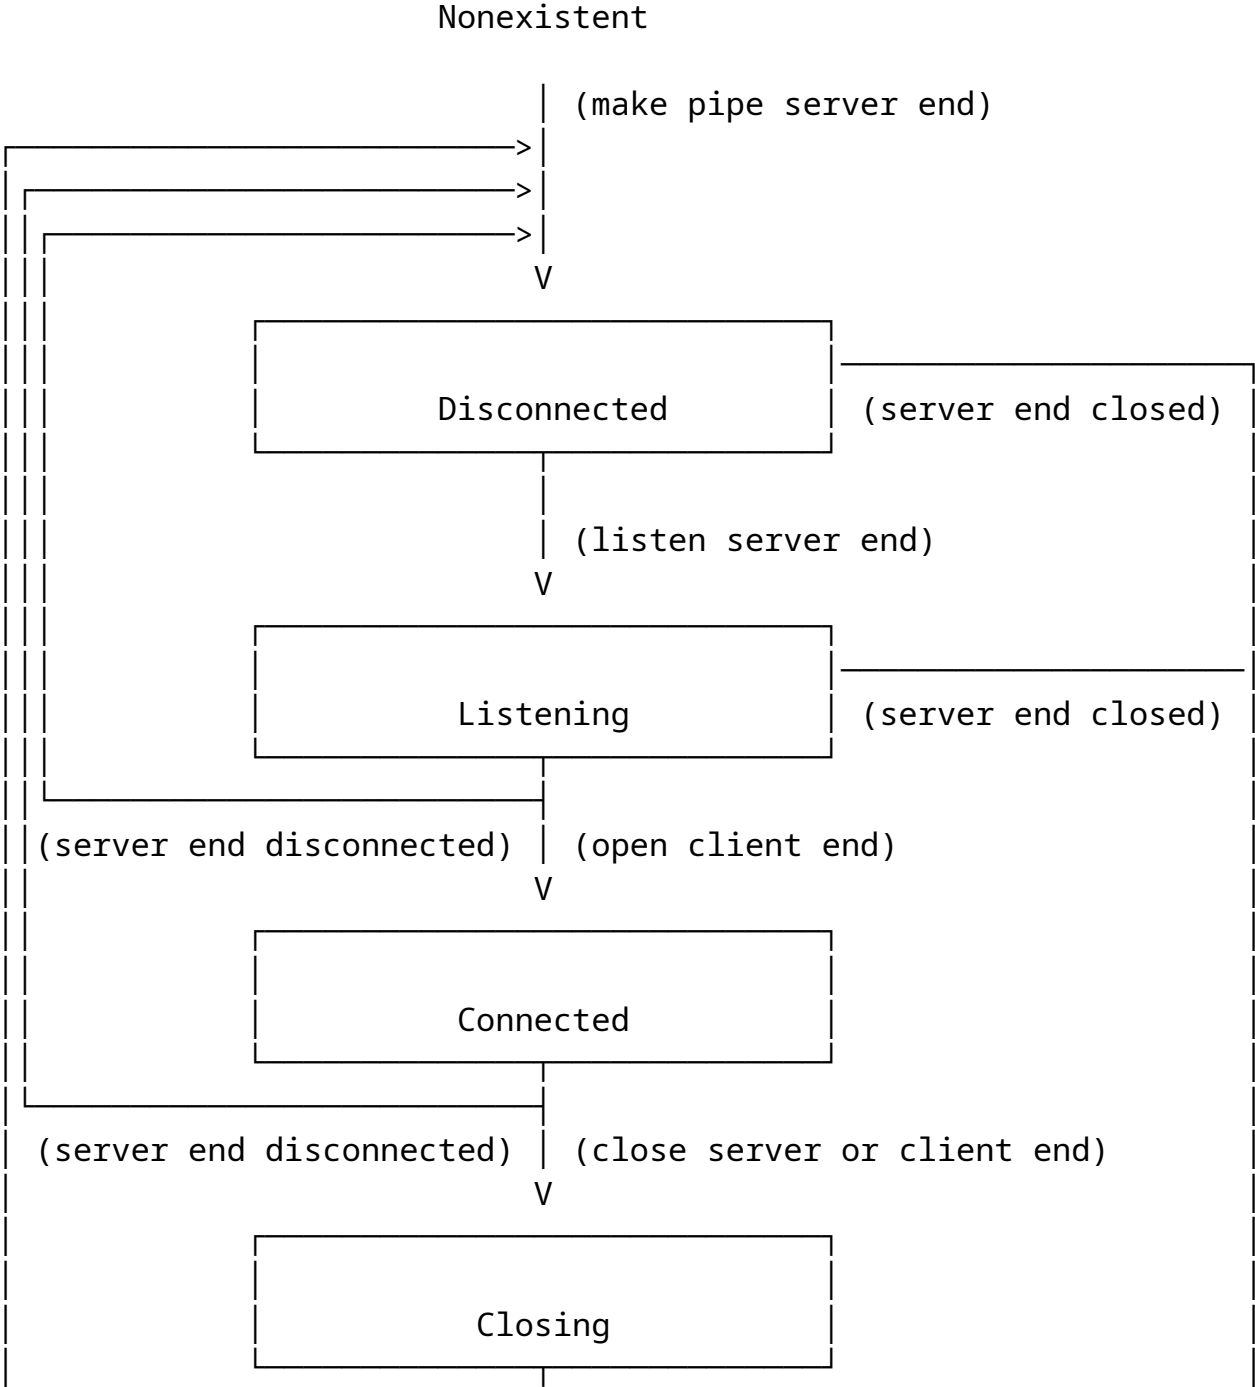 Nonexistent
(make pipe server end)
Disconnected (server end closed)
(listen server end)
Listening (server end closed)
(server end disconnected) (open client end)
Connected
(server end disconnected) (close server or client end)
Closing